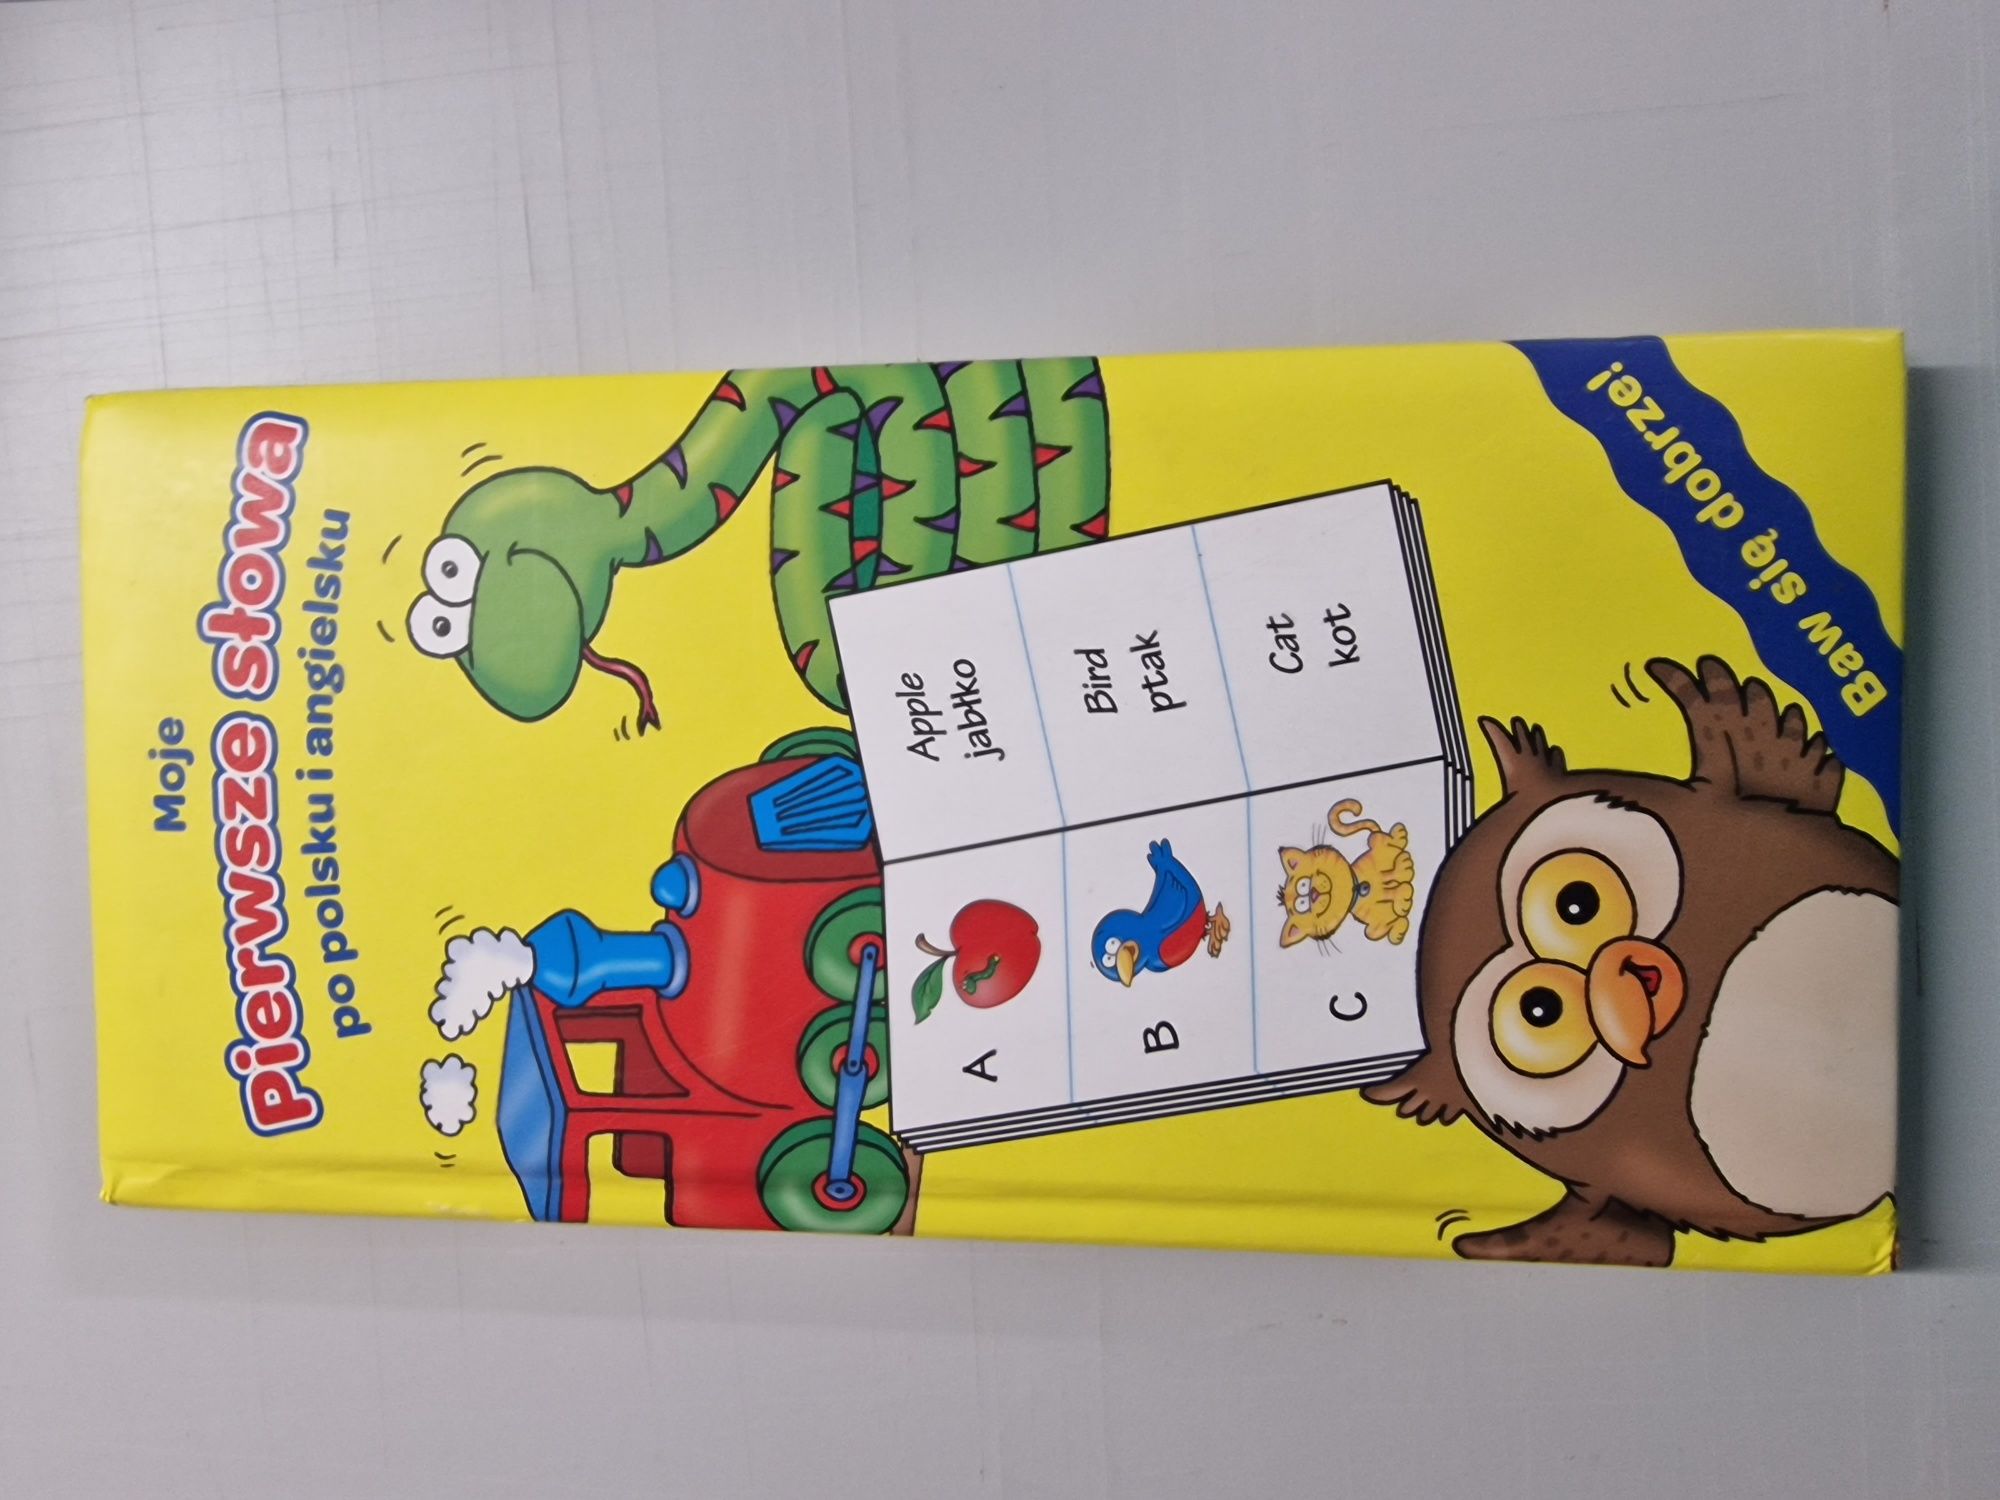 Moje
Pierwsze słowa
po polsku i angielsku
A
Apple
jabłko
B
Bird
ptak
C
Cat
kot
Baw się dobrze!